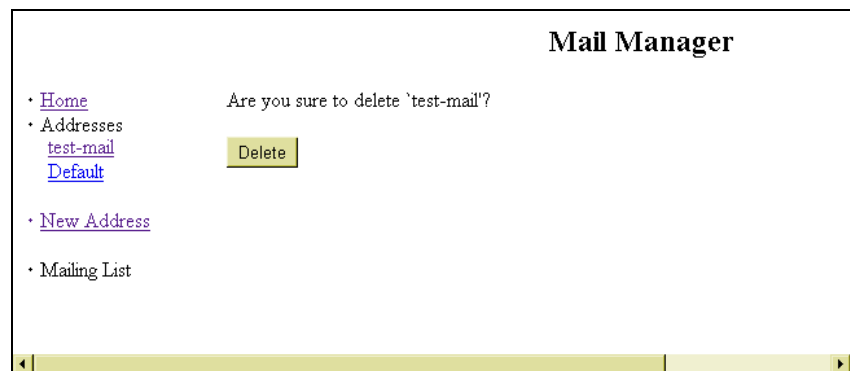 Mail Manager
Home
Addresses
test-mail
Default
New Address
Mailing List
Are you sure to delete `test-mail'?
Delete